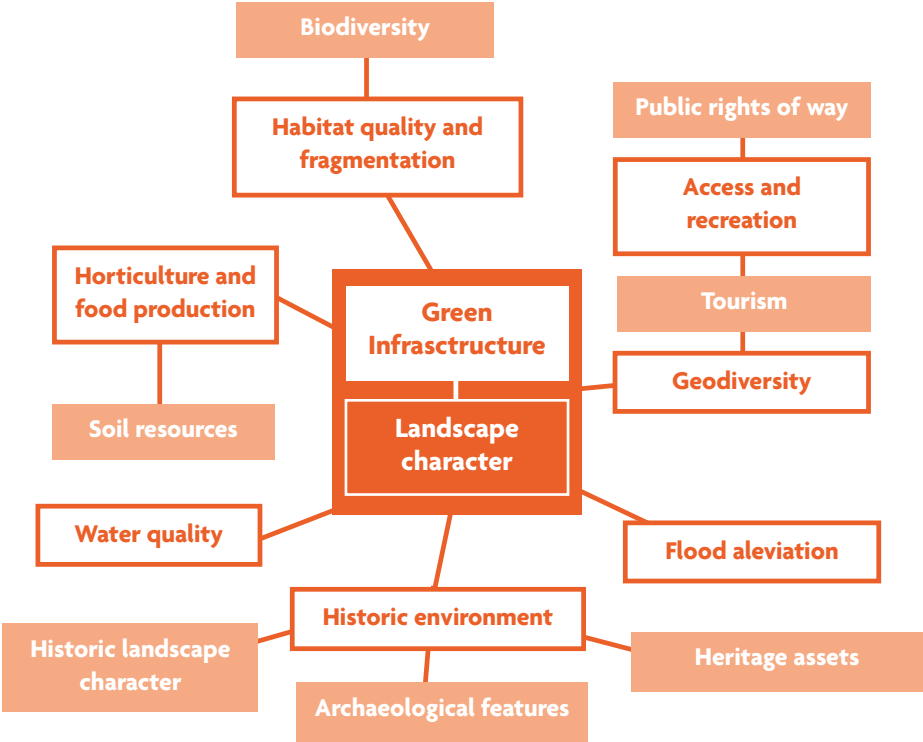 Biodiversity
Habitat quality and
fragmentation
Public rights of way
Access and
recreation
Tourism
Geodiversity
Horticulture and
food production
Soil resources
Green
Infrasctructure
Landscape
character
Water quality
Flood aleviation
Historic environment
Historic landscape
character
Archaeological features
Heritage assets